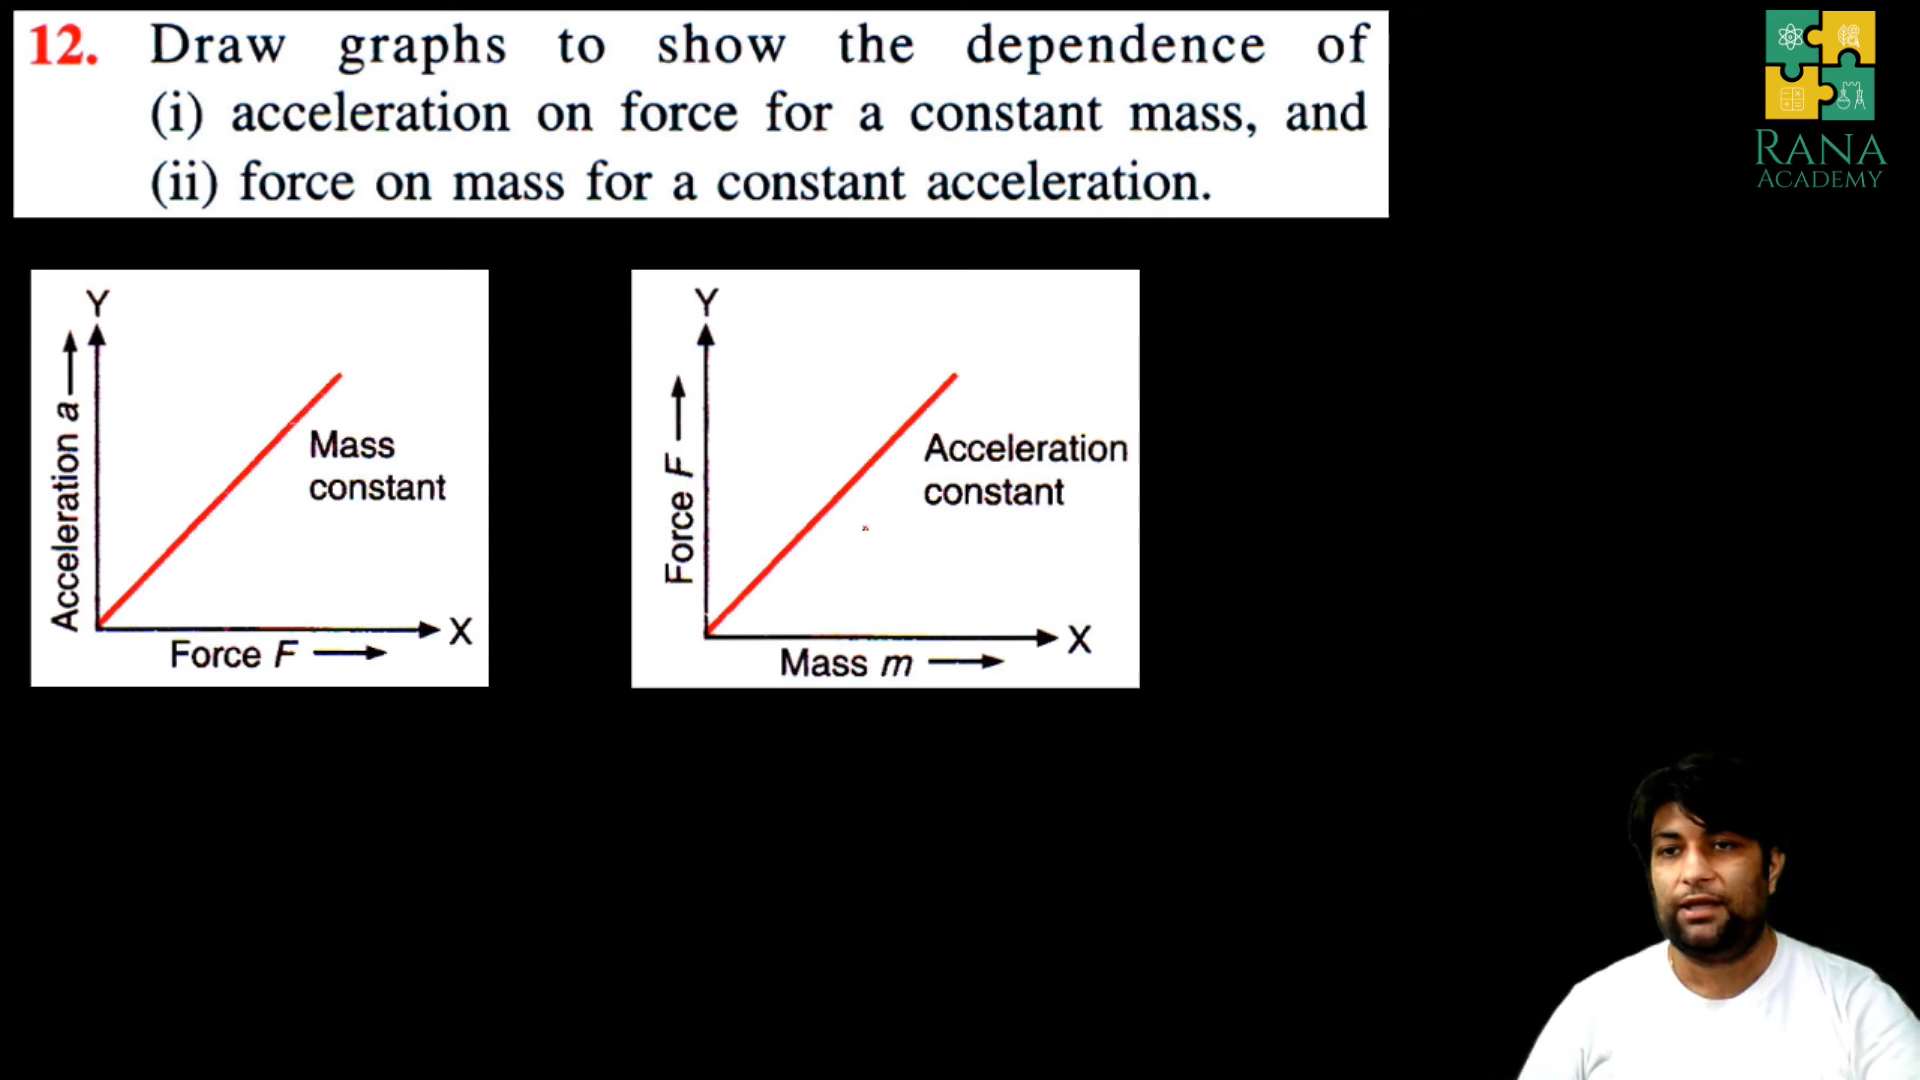 12. Draw graphs to show the dependence of
(i) acceleration on force for a constant mass, and
(ii) force on mass for a constant acceleration.
RANA
ACADEMY
Y
Acceleration a
Mass
constant
X
Force F
Y
Force F
Acceleration
constant
X
Mass m